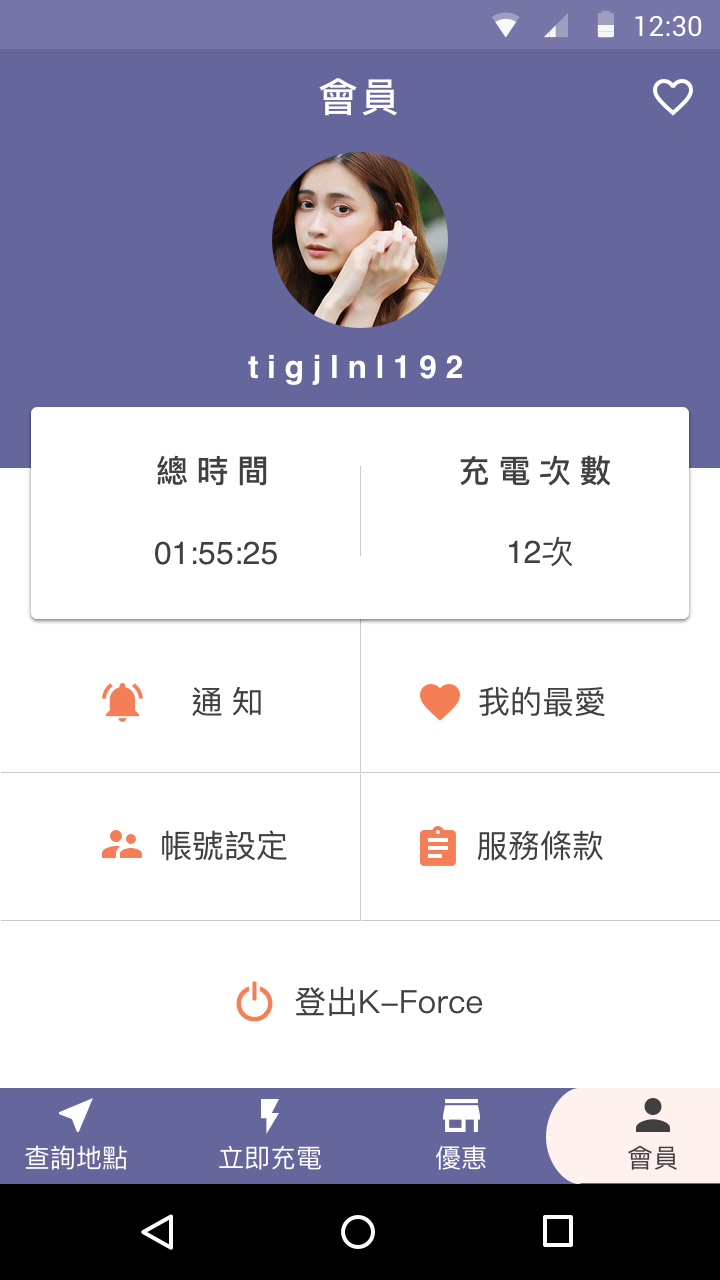 12:30
會員
tigjlnl192
總時間
充電次數
01:55:25
12次
通知
我的最愛
帳號設定
服務條款
登出K–Force
查詢地點
立即充電
優惠
會員